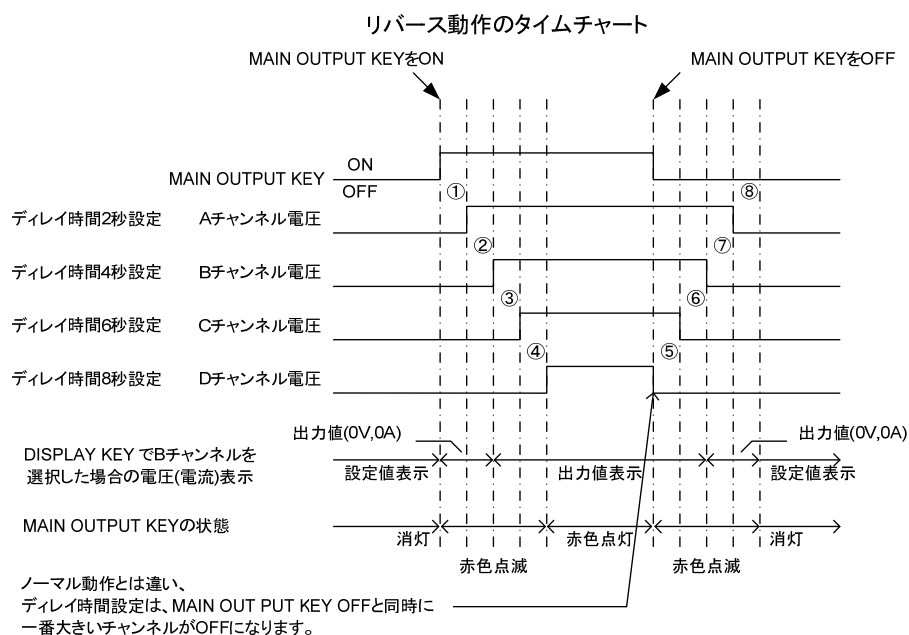 リバース動作のタイムチャート
MAIN OUTPUT KEYをON
MAIN OUTPUT KEYをOFF
MAIN OUTPUT KEY
ON
OFF
①
⑧
ディレイ時間2秒設定 Aチャンネル電圧
②
⑦
ディレイ時間4秒設定 Bチャンネル電圧
③
⑥
ディレイ時間6秒設定 Cチャンネル電圧
④
⑤
ディレイ時間8秒設定 Dチャンネル電圧
出力値(0V,0A)
出力値(0V,0A)
DISPLAY KEYでBチャンネルを
選択した場合の電圧(電流)表示
設定値表示
出力値表示
設定値表示
MAIN OUTPUT KEYの状態
消灯
赤色点灯
消灯
赤色点滅
赤色点滅
ノーマル動作とは違い、
ディレイ時間設定は、MAIN OUT PUT KEY OFFと同時に
一番大きいチャンネルがOFFになります。